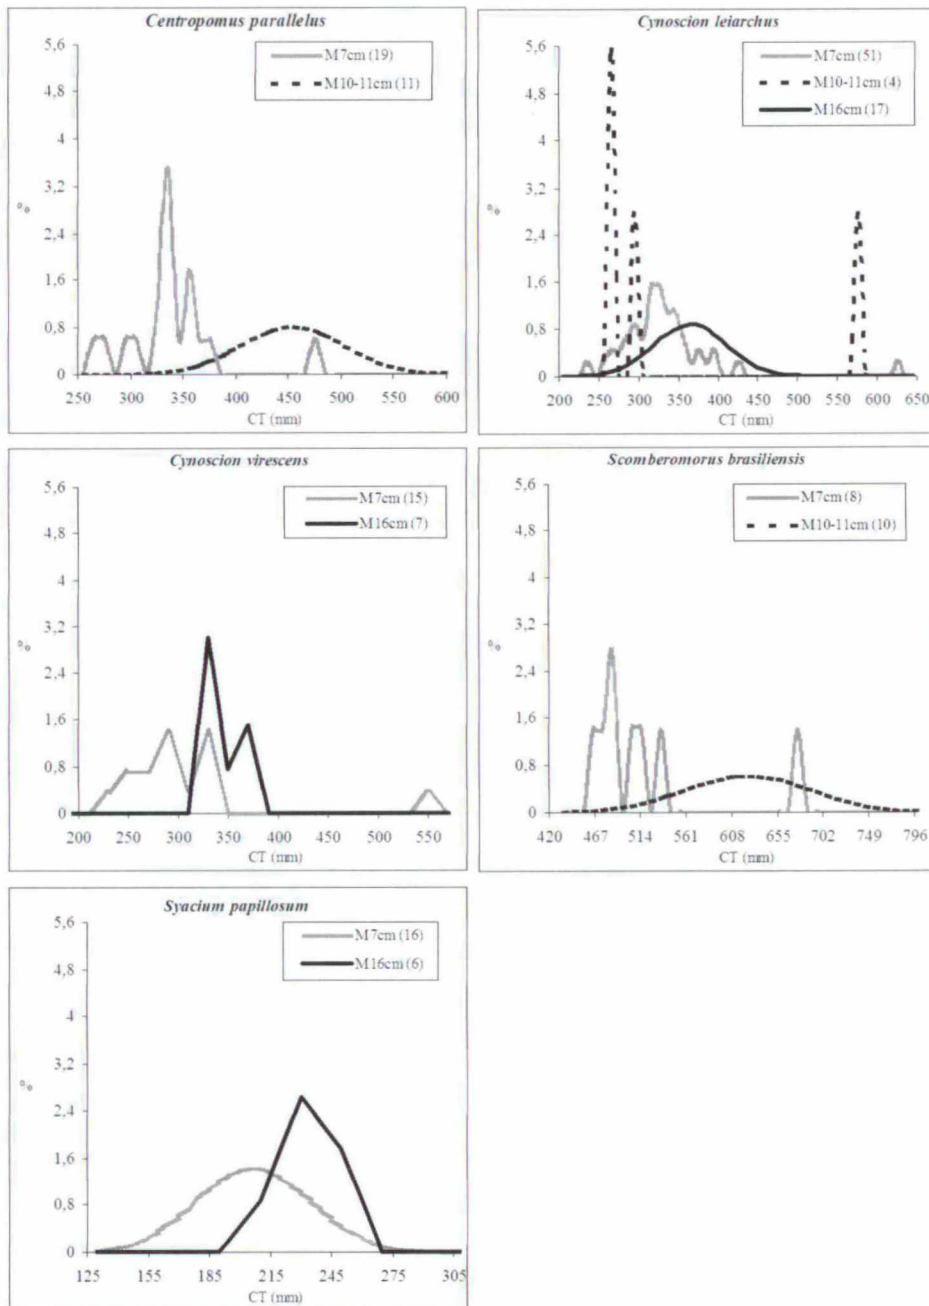 Centropomus parallelus
M7cm (19)
M10-11cm (11)
5,6
4,8
4
3,2
2,4
1,6
0,8
0
%
250 300 350 400 450 500 550 600
CT (mm)
Cynoscion leiarchus
M7cm (51)
M10-11cm (4)
M16cm (17)
5,6
4,8
4
3,2
2,4
1,6
0,8
0
%
200 250 300 350 400 450 500 550 600 650
CT (mm)
Cynoscion virescens
M7cm (15)
M16cm (7)
5,6
4,8
4
3,2
2,4
1,6
0,8
0
%
200 250 300 350 400 450 500 550
CT (mm)
Scomberomorus brasiliensis
M7cm (8)
M10-11cm (10)
5,6
4,8
4
3,2
2,4
1,6
0,8
0
%
420 467 514 561 608 655 702 749 796
CT (mm)
Syacium papillosum
M7cm (16)
M16cm (6)
5,6
4,8
4
3,2
2,4
1,6
0,8
0
%
125 155 185 215 245 275 305
CT (mm)